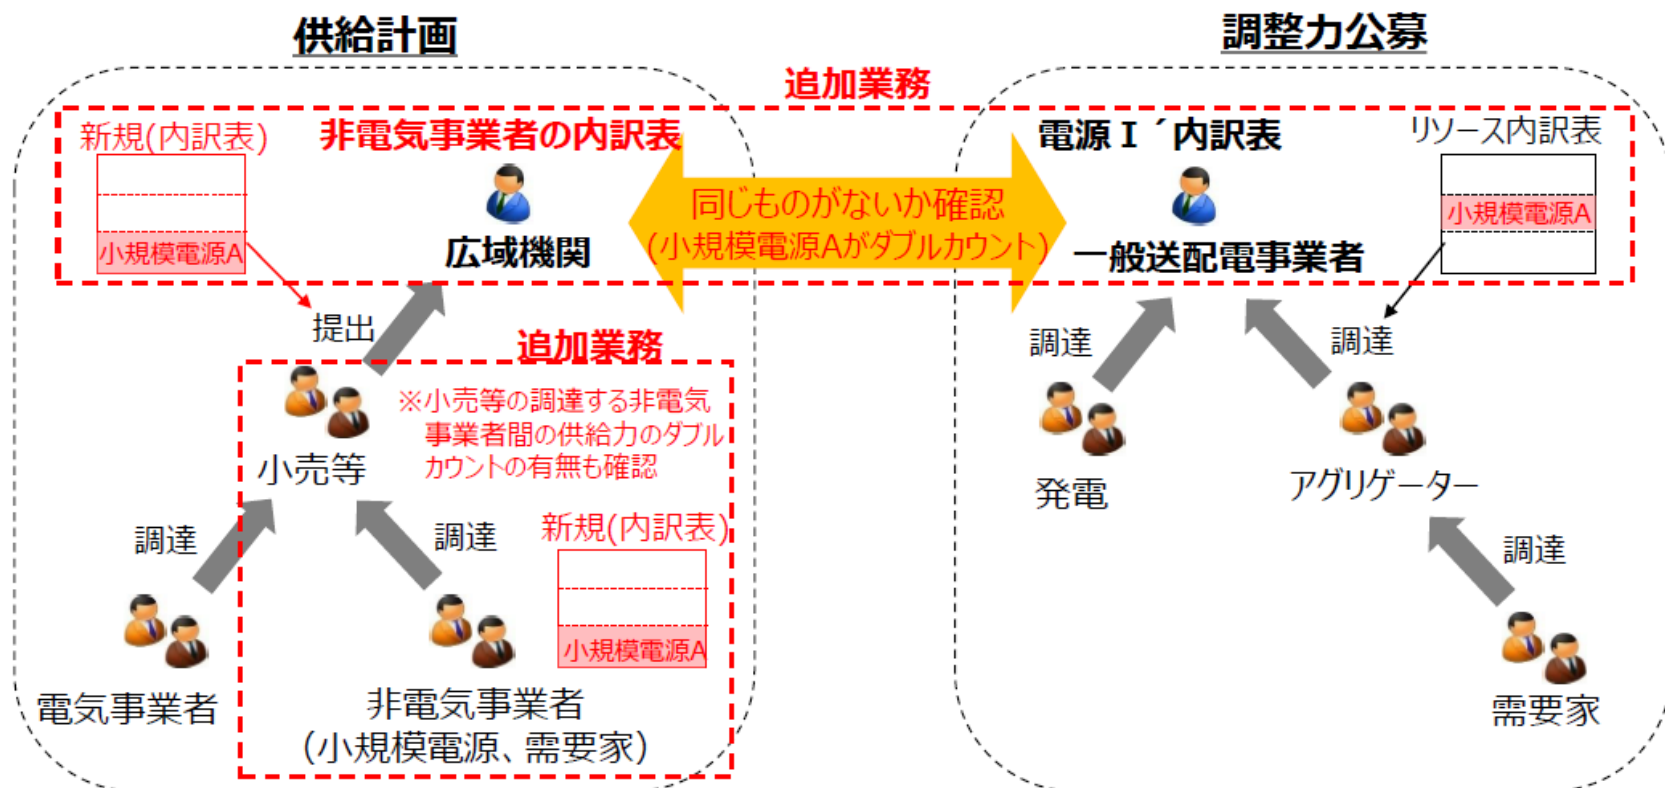 供給計画
調整力公募
追加業務
新規(内訳表)
非電気事業者の内訳表
小規模電源A
広域機関
同じものがないか確認
(小規模電源Aがダブルカウント)
電源Ⅰ´内訳表
リソース内訳表
小規模電源A
一般送配電事業者
提出
追加業務
※小売等の調達する非電気
事業者間の供給力のダブル
カウントの有無も確認
小売等
調達
調達
新規(内訳表)
小規模電源A
電気事業者
非電気事業者
(小規模電源、需要家)
調達
調達
発電
アグリゲーター
調達
需要家